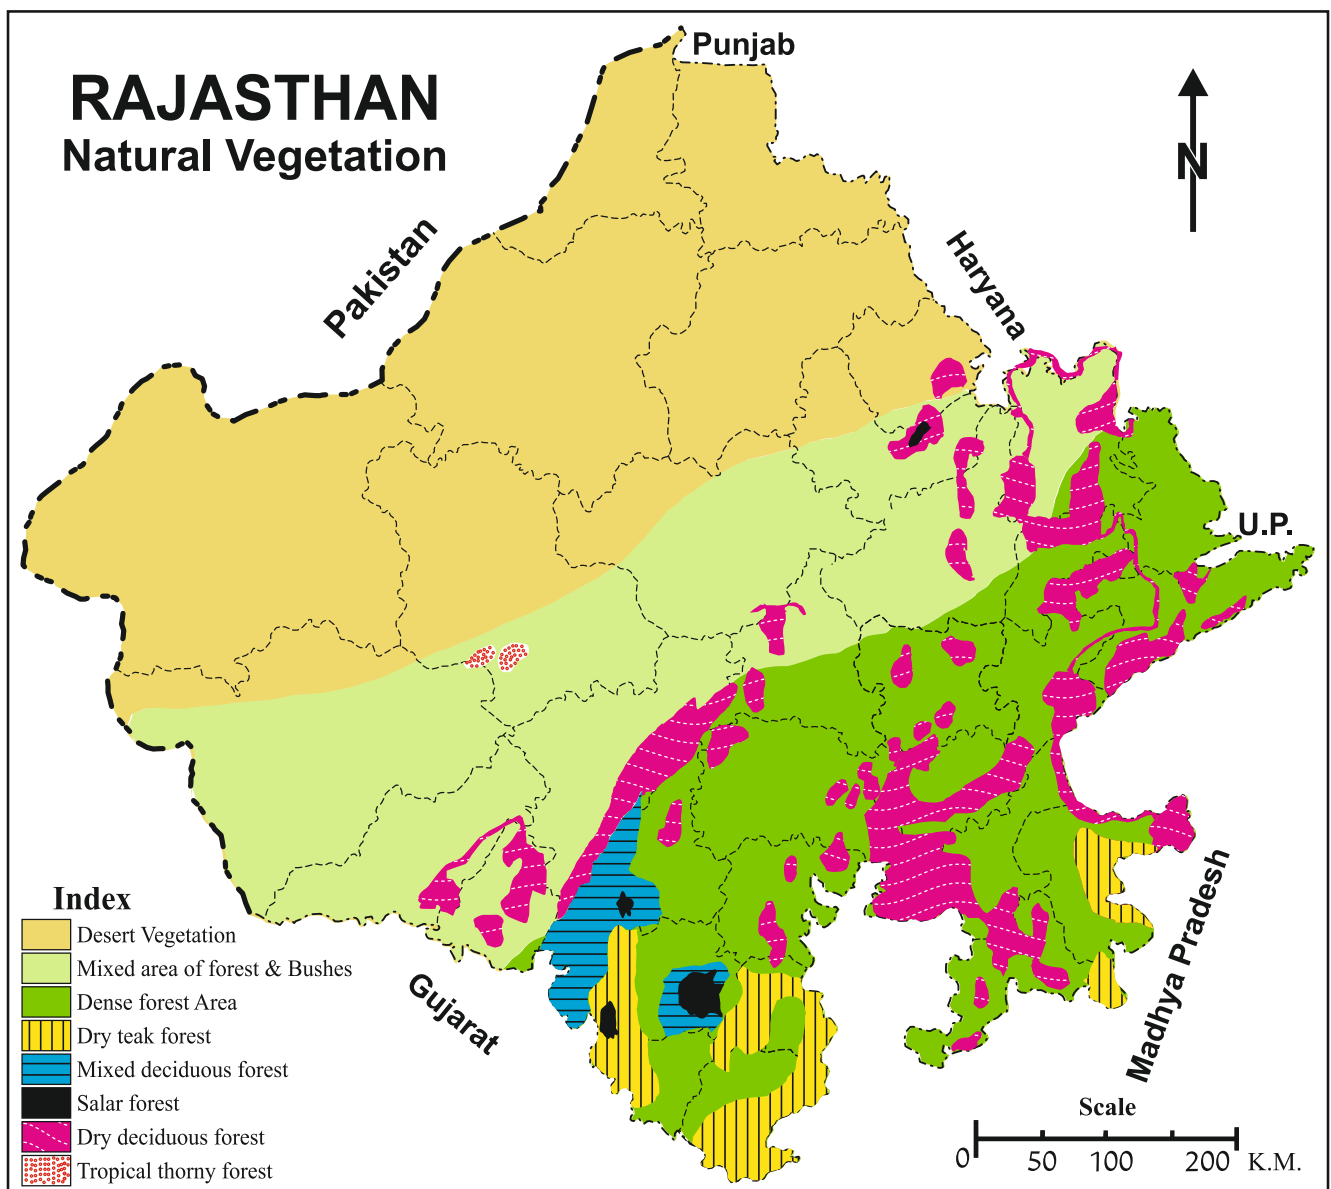 Punjab
RAJASTHAN
Natural Vegetation
N
Pakistan
Haryana
U.P.
Madhya Pradesh
Gujarat
Index
Desert Vegetation
Mixed area of forest & Bushes
Dense forest Area
Dry teak forest
Mixed deciduous forest
Salar forest
Dry deciduous forest
Tropical thorny forest
Scale
0 50 100 200 K.M.